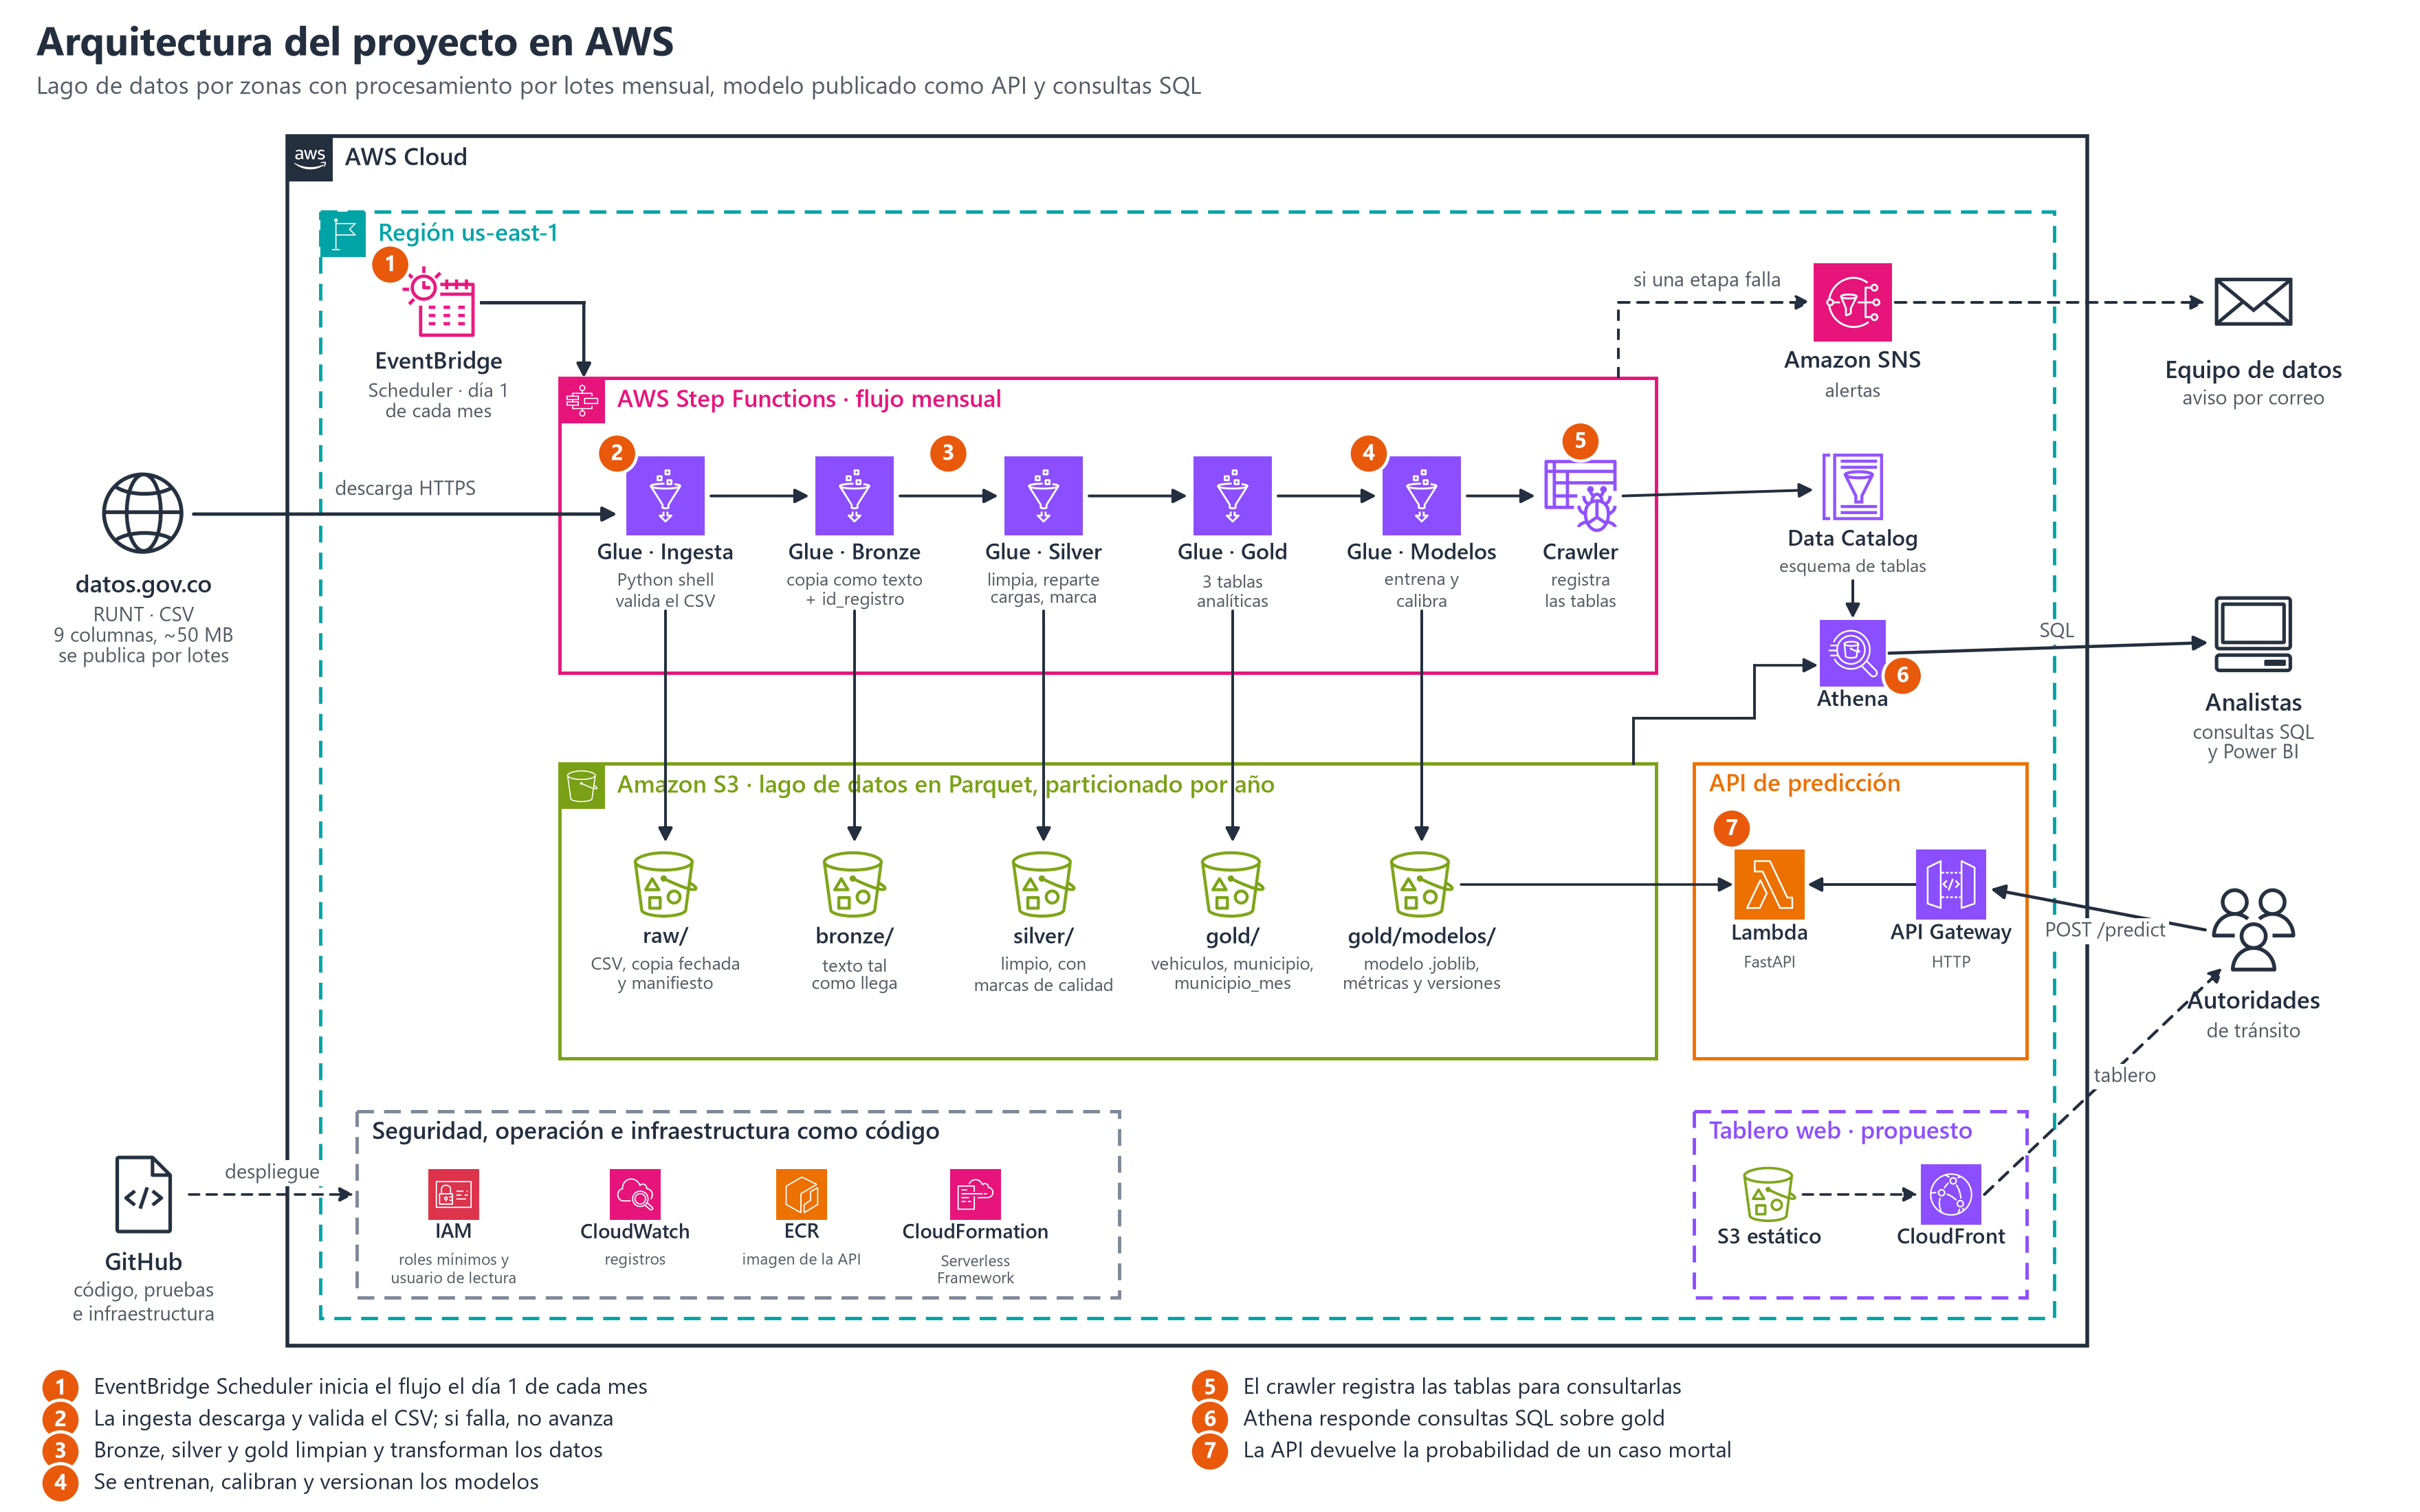 Arquitectura del proyecto en AWS
Lago de datos por zonas con procesamiento por lotes mensual, modelo publicado como API y consultas SQL
aws
AWS Cloud
Región us-east-1
1
EventBridge
Scheduler · día 1
de cada mes
si una etapa falla
Amazon SNS
alertas
Equipo de datos
aviso por correo
AWS Step Functions · flujo mensual
descarga HTTPS
datos.gov.co
RUNT · CSV
9 columnas, ~50 MB
se publica por lotes
2
Glue · Ingesta
Python shell
valida el CSV
Glue · Bronze
copia como texto
+ id_registro
3
Glue · Silver
limpia, reparte
cargas, marca
Glue · Gold
3 tablas
analíticas
4
Glue · Modelos
entrena y
calibra
5
Crawler
registra
las tablas
Data Catalog
esquema de tablas
6
Athena
SQL
Analistas
consultas SQL
y Power BI
Amazon S3 · lago de datos en Parquet, particionado por año
raw/
CSV, copia fechada
y manifiesto
bronze/
texto tal
como llega
silver/
limpio, con
marcas de calidad
gold/
vehiculos, municipio,
municipio_mes
gold/modelos/
modelo .joblib,
métricas y versiones
API de predicción
7
Lambda
FastAPI
API Gateway
HTTP
POST /predict
Autoridades
de tránsito
tablero
despliegue
GitHub
código, pruebas
e infraestructura
Seguridad, operación e infraestructura como código
IAM
roles mínimos y
usuario de lectura
CloudWatch
registros
ECR
imagen de la API
CloudFormation
Serverless
Framework
Tablero web · propuesto
S3 estático
CloudFront
1 EventBridge Scheduler inicia el flujo el día 1 de cada mes
2 La ingesta descarga y valida el CSV; si falla, no avanza
3 Bronze, silver y gold limpian y transforman los datos
4 Se entrenan, calibran y versionan los modelos
5 El crawler registra las tablas para consultarlas
6 Athena responde consultas SQL sobre gold
7 La API devuelve la probabilidad de un caso mortal